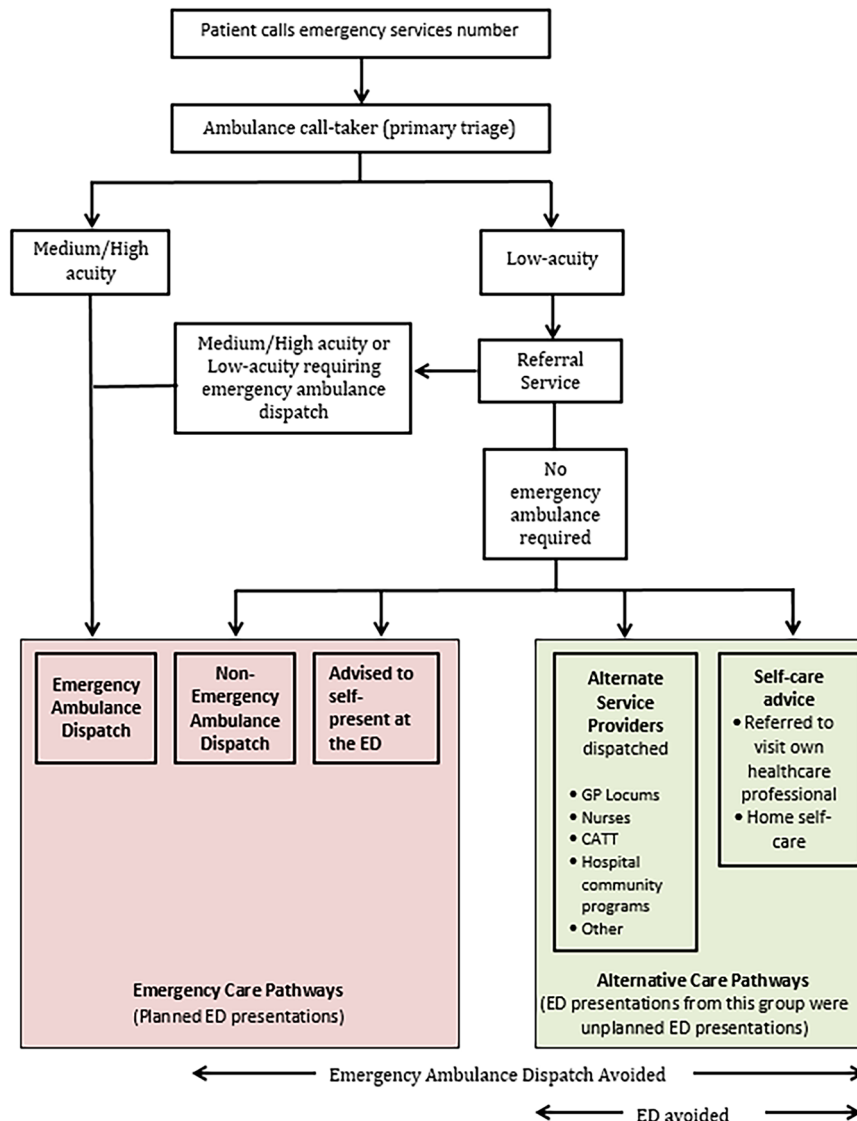 Patient calls emergency services number
Ambulance call-taker (primary triage)
Medium/High
acuity
Low-acuity
Medium/High acuity or
Low-acuity requiring
emergency ambulance
dispatch
Referral
Service
No
emergency
ambulance
required
Emergency
Ambulance
Dispatch
Non-
Emergency
Ambulance
Dispatch
Advised to
self-
present at
the ED
Emergency Care Pathways
(Planned ED presentations)
Alternate
Service
Providers
dispatched
• GP Locums
• Nurses
• CATT
• Hospital
community
programs
• Other
Self-care
advice
• Referred to
visit own
healthcare
professional
• Home self-
care
Alternative Care Pathways
(ED presentations from this group were
unplanned ED presentations)
Emergency Ambulance Dispatch Avoided
ED avoided